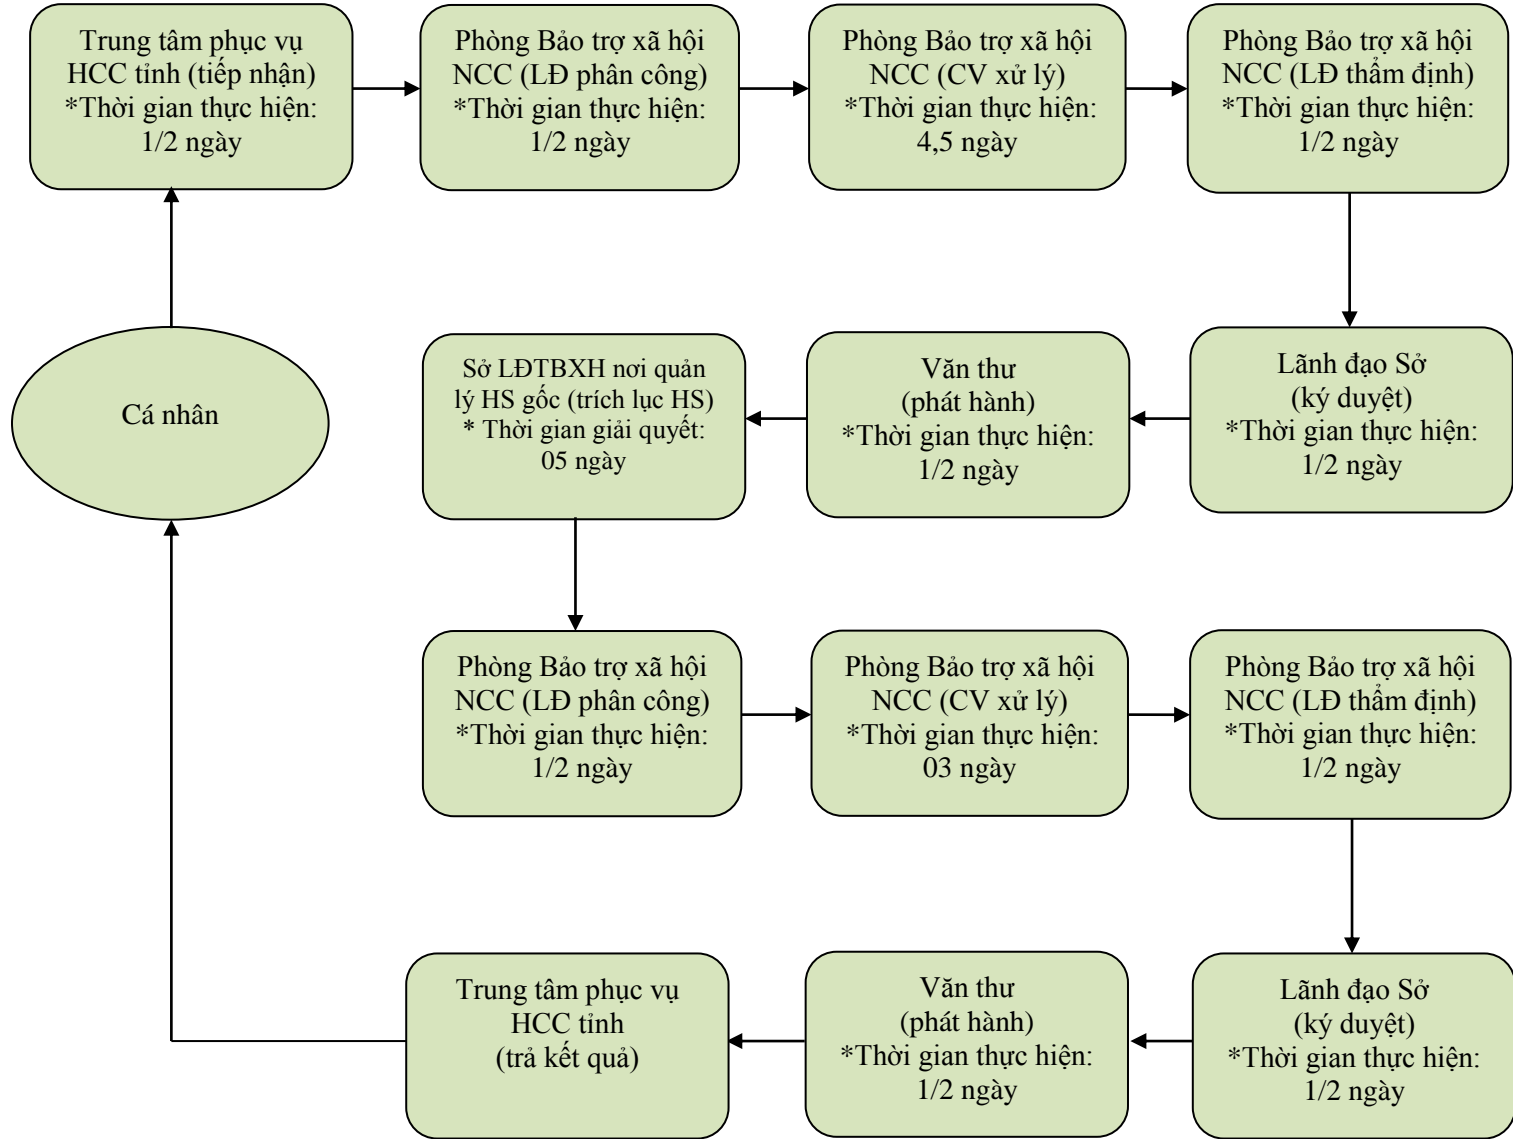 Trung tâm phục vụ
HCC tỉnh (tiếp nhận)
*Thời gian thực hiện:
1/2 ngày
Phòng Bảo trợ xã hội
NCC (LĐ phân công)
*Thời gian thực hiện:
1/2 ngày
Phòng Bảo trợ xã hội
NCC (CV xử lý)
*Thời gian thực hiện:
4,5 ngày
Phòng Bảo trợ xã hội
NCC (LĐ thẩm định)
*Thời gian thực hiện:
1/2 ngày
Cá nhân
Sở LĐTBXH nơi quản
lý HS gốc (trích lục HS)
* Thời gian giải quyết:
05 ngày
Văn thư
(phát hành)
*Thời gian thực hiện:
1/2 ngày
Lãnh đạo Sở
(ký duyệt)
*Thời gian thực hiện:
1/2 ngày
Phòng Bảo trợ xã hội
NCC (LĐ phân công)
*Thời gian thực hiện:
1/2 ngày
Phòng Bảo trợ xã hội
NCC (CV xử lý)
*Thời gian thực hiện:
03 ngày
Phòng Bảo trợ xã hội
NCC (LĐ thẩm định)
*Thời gian thực hiện:
1/2 ngày
Trung tâm phục vụ
HCC tỉnh
(trả kết quả)
Văn thư
(phát hành)
*Thời gian thực hiện:
1/2 ngày
Lãnh đạo Sở
(ký duyệt)
*Thời gian thực hiện:
1/2 ngày